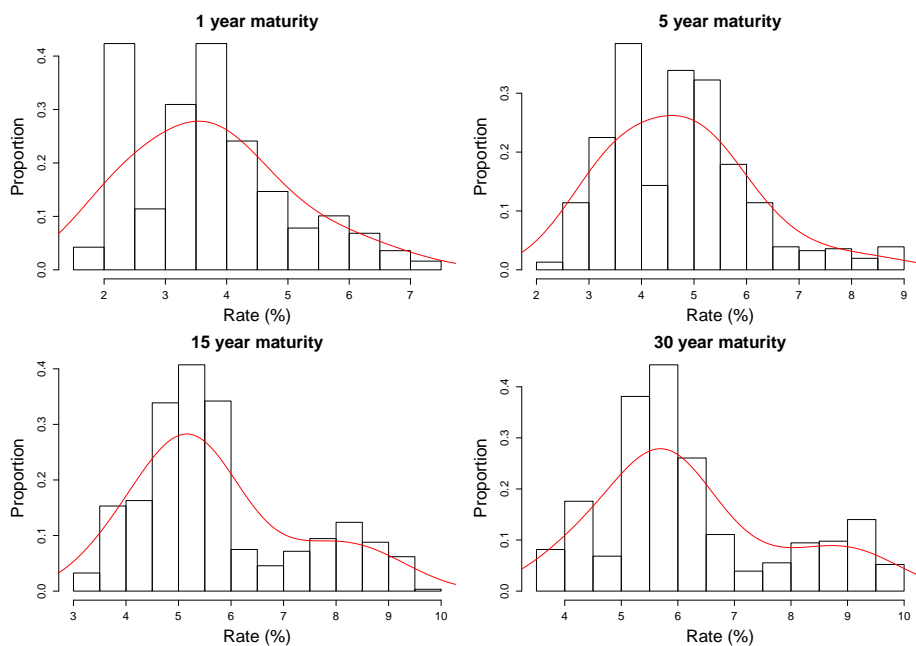 1 year maturity
Proportion
0.0 0.1 0.2 0.3 0.4
2 3 4 5 6 7
Rate (%)
5 year maturity
Proportion
0.0 0.1 0.2 0.3
2 3 4 5 6 7 8 9
Rate (%)
15 year maturity
Proportion
0.0 0.1 0.2 0.3 0.4
3 4 5 6 7 8 9 10
Rate (%)
30 year maturity
Proportion
0.0 0.1 0.2 0.3 0.4
4 5 6 7 8 9 10
Rate (%)